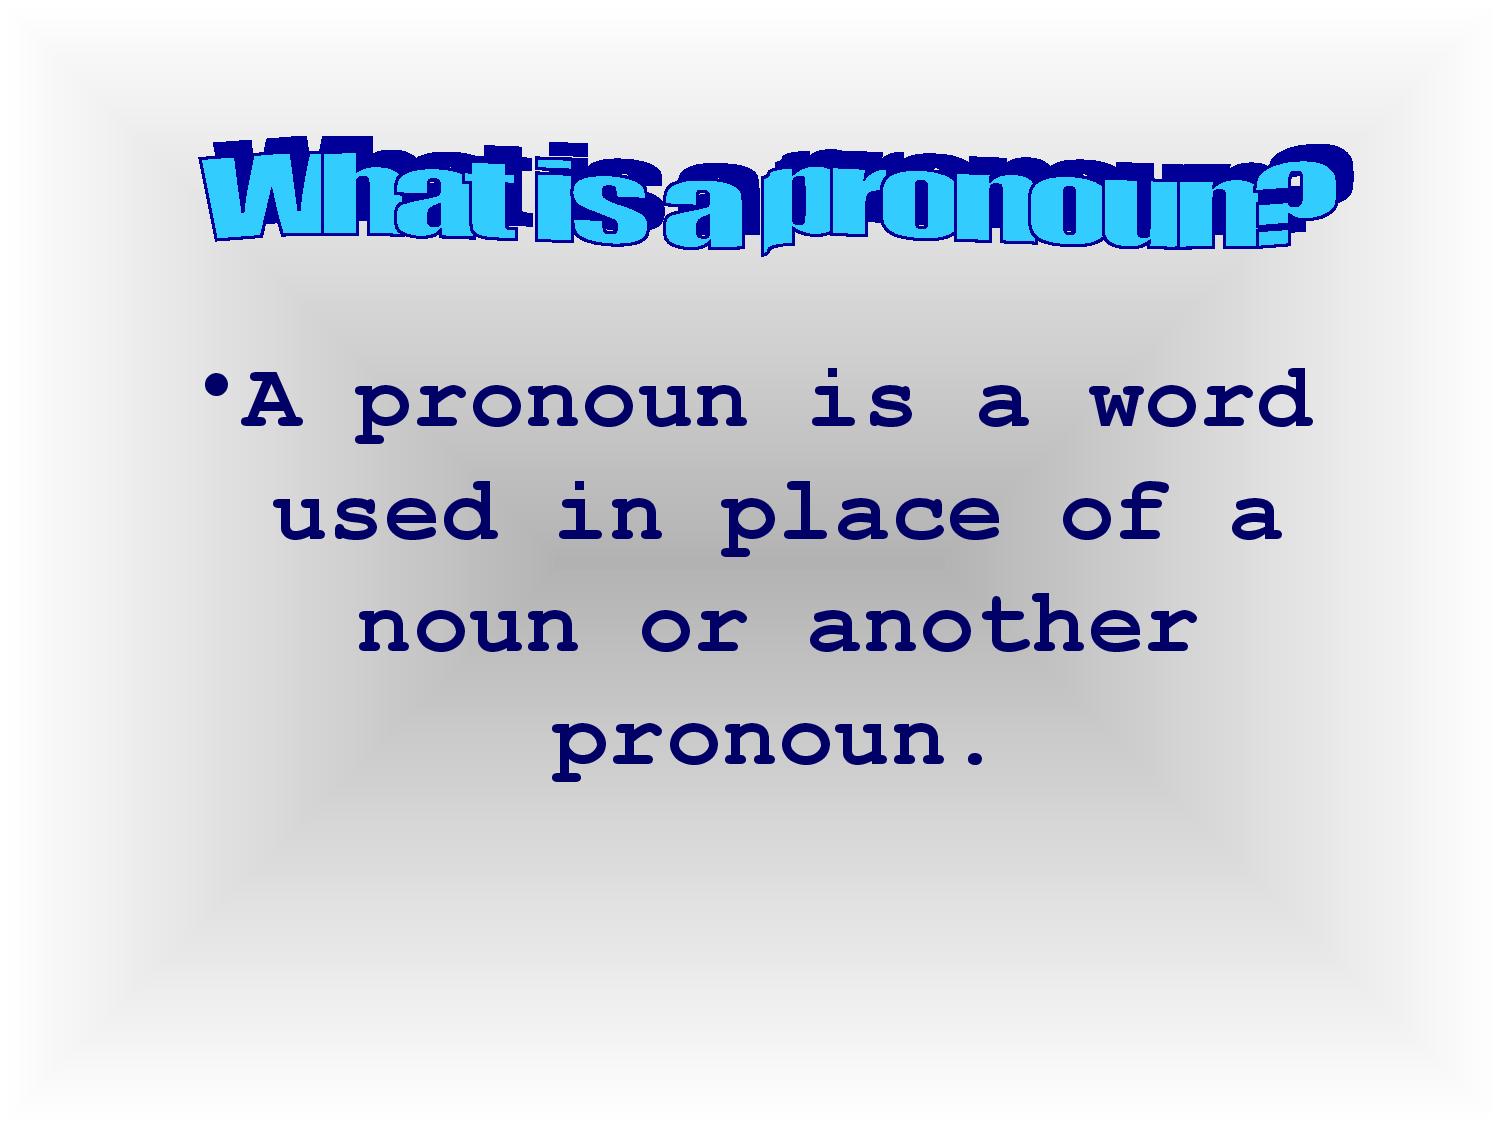 What is a pronoun?
•A pronoun is a word
used in place of a
noun or another
pronoun.